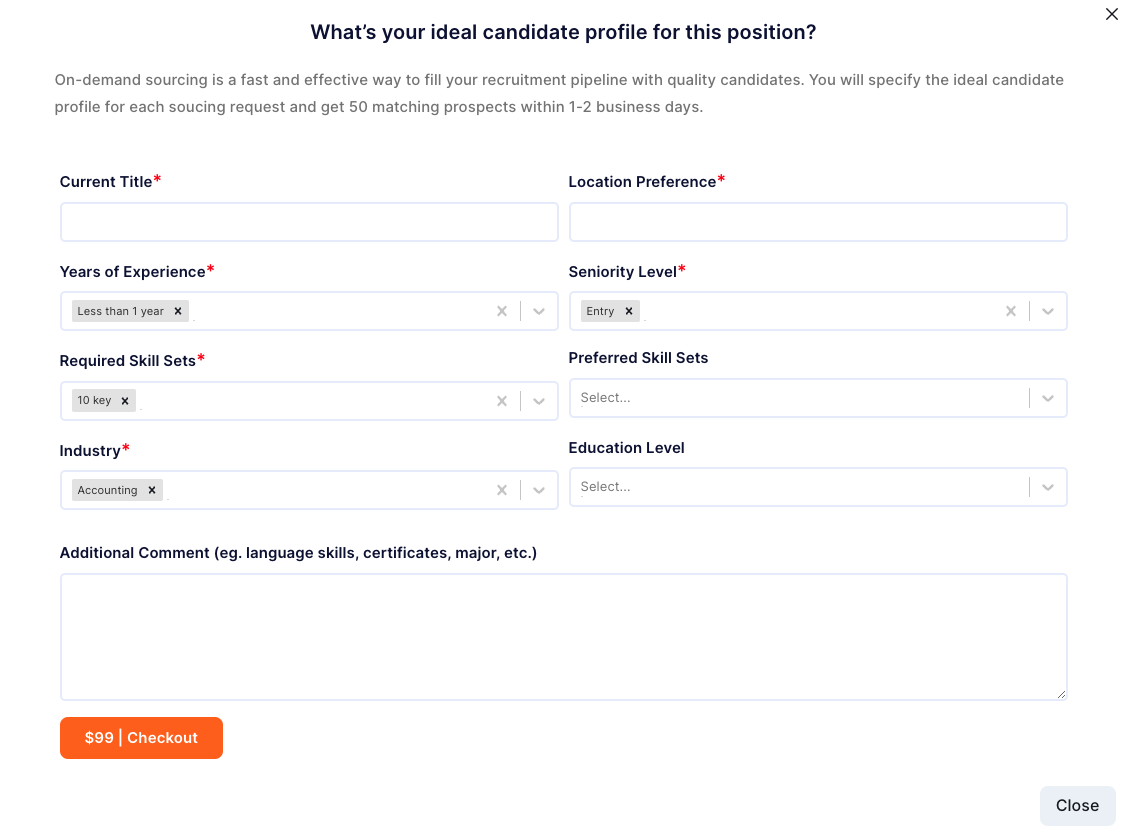 What’s your ideal candidate profile for this position?
On-demand sourcing is a fast and effective way to fill your recruitment pipeline with quality candidates. You will specify the ideal candidate
profile for each soucing request and get 50 matching prospects within 1-2 business days.
Current Title*
Location Preference*
Years of Experience*
Seniority Level*
Less than 1 year
Entry
Required Skill Sets*
Preferred Skill Sets
10 key
Select...
Industry*
Education Level
Accounting
Select...
Additional Comment (eg. language skills, certificates, major, etc.)
$99 | Checkout
Close